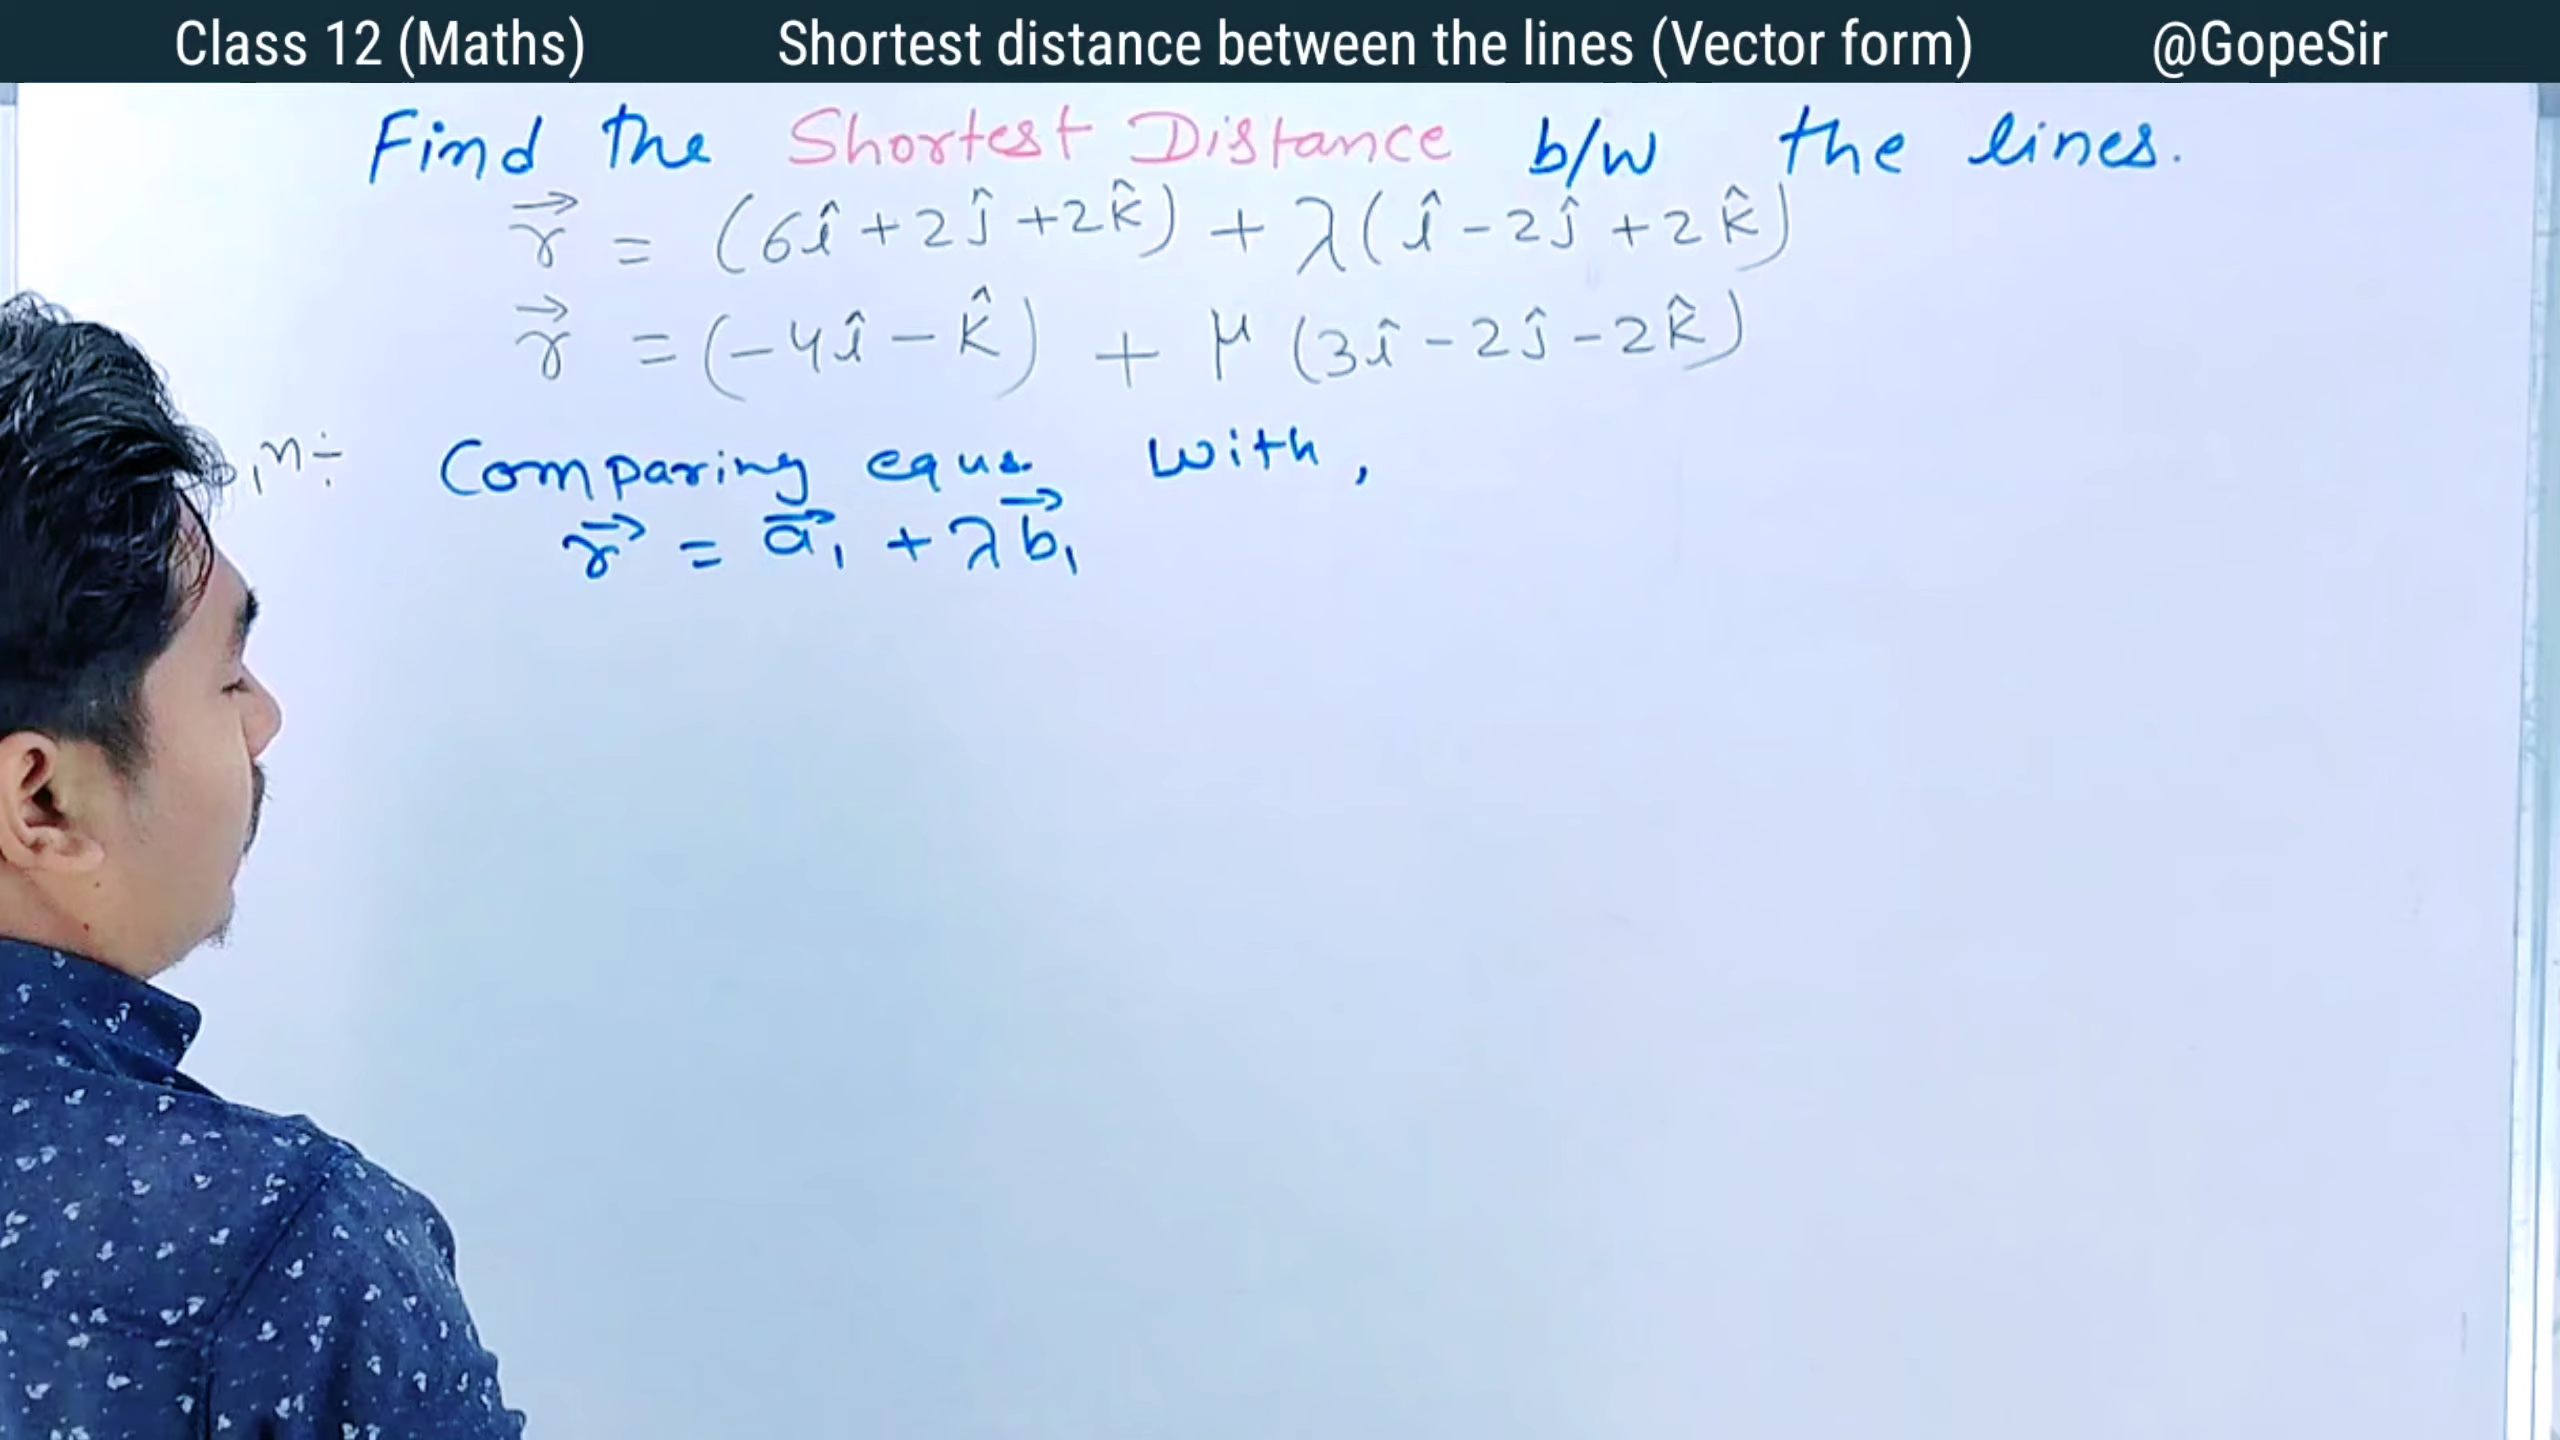 Class 12 (Maths) Shortest distance between the lines (Vector form) @GopeSir
Find the Shortest Distance b/w the lines.
r⃗ = (6î + 2ĵ + 2k̂) + λ(î - 2ĵ + 2k̂)
r⃗ = (-4î - k̂) + μ (3î - 2ĵ - 2k̂)
Comparing equs. with,
r⃗ = a⃗₁ + λb⃗₁